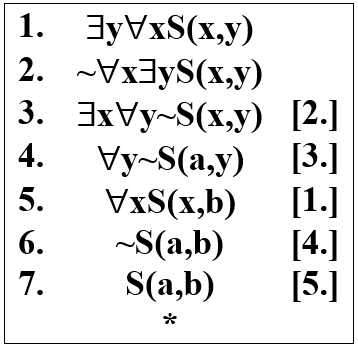 1. ∃y∀xS(x,y)
2. ~∀x∃yS(x,y)
3. ∃x∀y~S(x,y) [2.]
4. ∀y~S(a,y) [3.]
5. ∀xS(x,b) [1.]
6. ~S(a,b) [4.]
7. S(a,b) [5.]
*